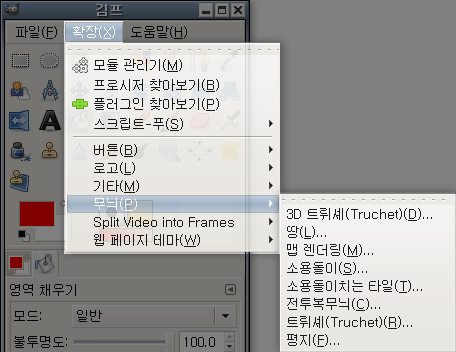 김프
파일(F) 확장(X) 도움말(H)
모듈 관리기(M)
프로시저 찾아보기(B)
플러그인 찾아보기(P)
스크립트-푸(S)
버튼(B)
로고(L)
기타(M)
무늬(P)
Split Video into Frames
웹 페이지 테마(W)
3D 트뤼셰(Truchet)(D)...
땅(L)...
맵 렌더링(M)...
소용돌이(S)...
소용돌이치는 타일(T)...
전투복무늬(C)...
트뤼셰(Truchet)(R)...
평지(F)...
영역 채우기
모드: 일반
불투명도: 100.0